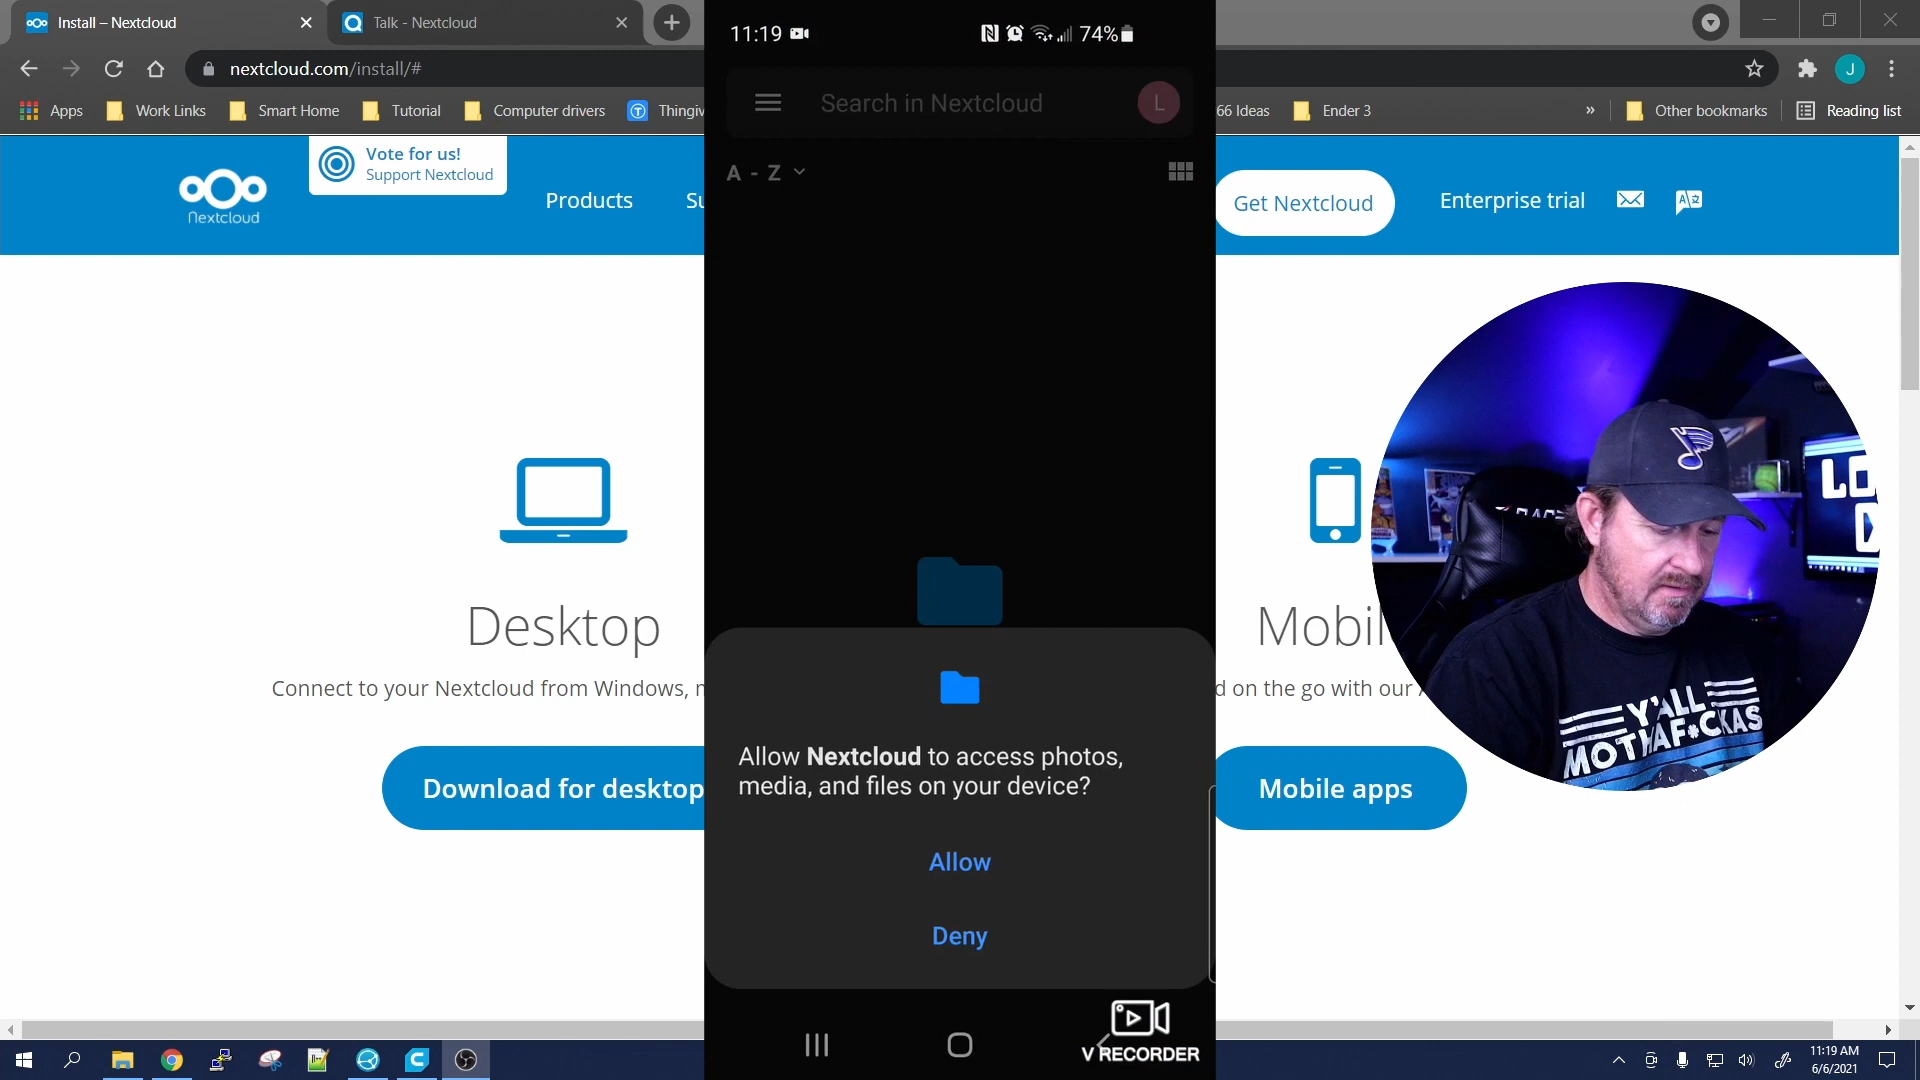 Install – Nextcloud
Talk - Nextcloud
nextcloud.com/install/#
Apps
Work Links
Smart Home
Tutorial
Computer drivers
Thingiv
66 Ideas
Ender 3
»
Other bookmarks
Reading list
J
11:19
74%
Search in Nextcloud
L
A - Z
Vote for us!
Support Nextcloud
Nextcloud
Products
Su
Get Nextcloud
Enterprise trial
Desktop
Connect to your Nextcloud from Windows, m
Download for desktop
Mobil
d on the go with our A
Mobile apps
Allow Nextcloud to access photos,
media, and files on your device?
Allow
Deny
V RECORDER
Y'ALL
MOTHAF*CKAS
11:19 AM
6/6/2021